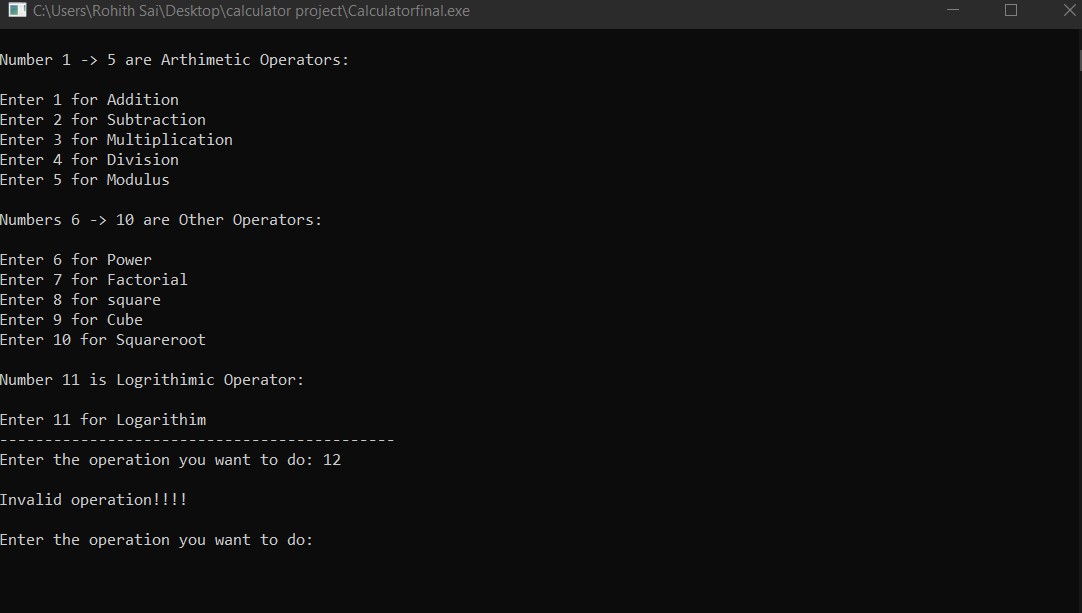 C:\Users\Rohith Sai\Desktop\calculator project\Calculatorfinal.exe
Number 1 -> 5 are Arthimetic Operators:
Enter 1 for Addition
Enter 2 for Subtraction
Enter 3 for Multiplication
Enter 4 for Division
Enter 5 for Modulus
Numbers 6 -> 10 are Other Operators:
Enter 6 for Power
Enter 7 for Factorial
Enter 8 for square
Enter 9 for Cube
Enter 10 for Squareroot
Number 11 is Logrithimic Operator:
Enter 11 for Logarithim
--------------------------------------------
Enter the operation you want to do: 12
Invalid operation!!!!
Enter the operation you want to do: